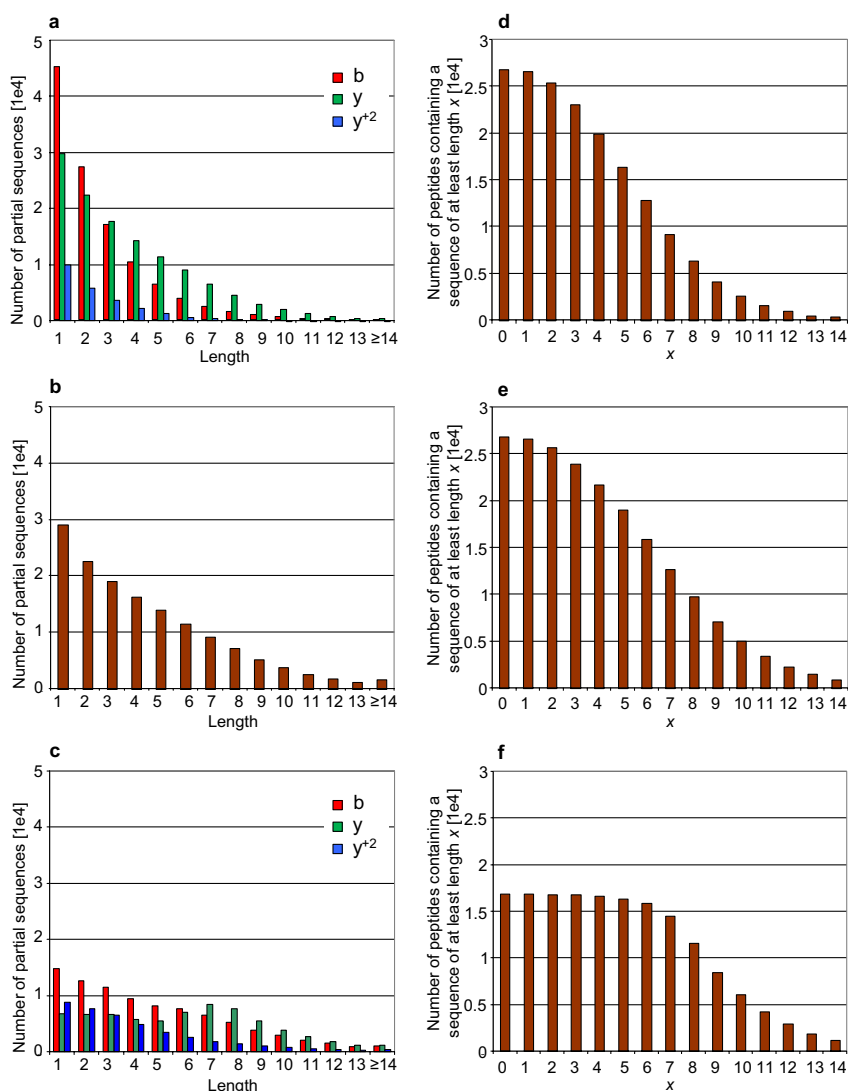 a
Number of partial sequences [1e4]
5
4
3
2
1
0
b
y
y+2
1 2 3 4 5 6 7 8 9 10 11 12 13 ≥14
Length
d
Number of peptides containing a
sequence of at least length x [1e4]
3
2.5
2
1.5
1
0.5
0
0 1 2 3 4 5 6 7 8 9 10 11 12 13 14
x
b
Number of partial sequences [1e4]
5
4
3
2
1
0
1 2 3 4 5 6 7 8 9 10 11 12 13 ≥14
Length
e
Number of peptides containing a
sequence of at least length x [1e4]
3
2.5
2
1.5
1
0.5
0
0 1 2 3 4 5 6 7 8 9 10 11 12 13 14
x
c
Number of partial sequences [1e4]
5
4
3
2
1
0
b
y
y+2
1 2 3 4 5 6 7 8 9 10 11 12 13 ≥14
Length
f
Number of peptides containing a
sequence of at least length x [1e4]
3
2.5
2
1.5
1
0.5
0
0 1 2 3 4 5 6 7 8 9 10 11 12 13 14
x